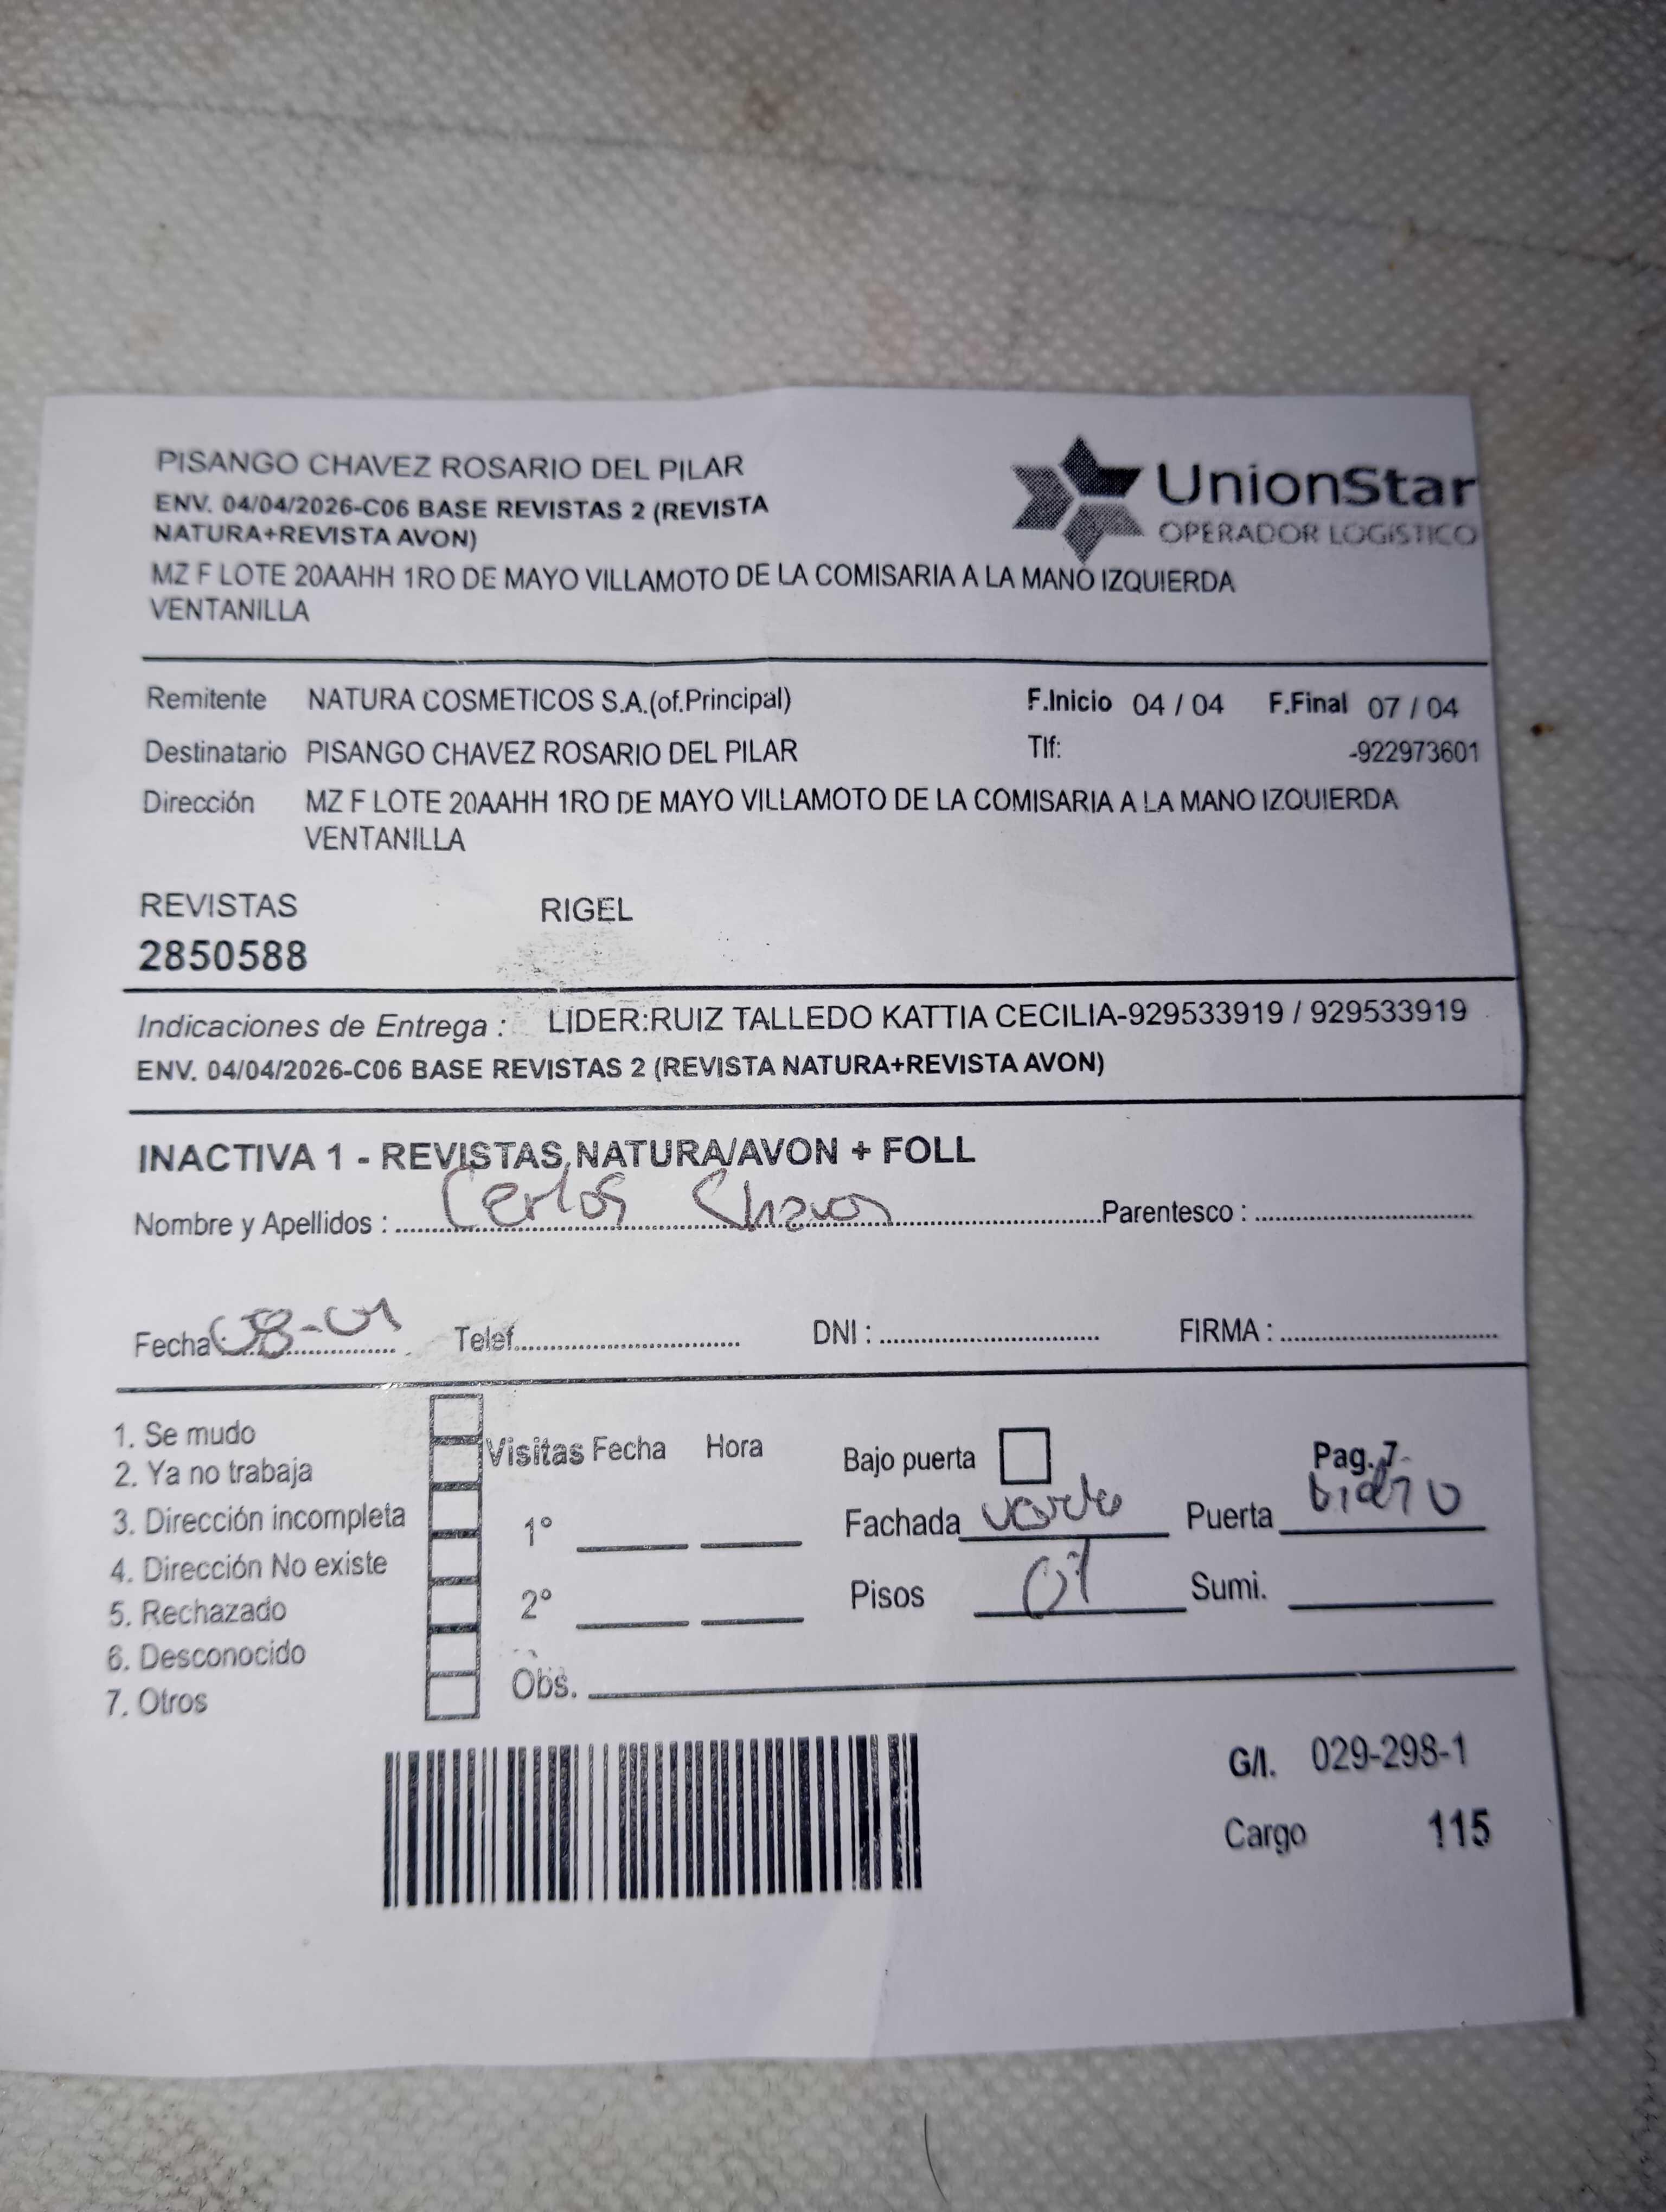 PISANGO CHAVEZ ROSARIO DEL PILAR
ENV. 04/04/2026-C06 BASE REVISTAS 2 (REVISTA
NATURA+REVISTA AVON)
MZ F LOTE 20AAHH 1RO DE MAYO VILLAMOTO DE LA COMISARIA A LA MANO IZQUIERDA
VENTANILLA
UnionStar
OPERADOR LOGISTICO
Remitente NATURA COSMETICOS S.A.(of.Principal) F.Inicio 04 / 04 F.Final 07 / 04
Destinatario PISANGO CHAVEZ ROSARIO DEL PILAR Tlf: -922973601
Dirección MZ F LOTE 20AAHH 1RO DE MAYO VILLAMOTO DE LA COMISARIA A LA MANO IZQUIERDA
VENTANILLA
REVISTAS RIGEL
2850588
Indicaciones de Entrega : LIDER:RUIZ TALLEDO KATTIA CECILIA-929533919 / 929533919
ENV. 04/04/2026-C06 BASE REVISTAS 2 (REVISTA NATURA+REVISTA AVON)
INACTIVA 1 - REVISTAS NATURA/AVON + FOLL
Nombre y Apellidos : Carlos Parentesco :
Fecha: Telef. DNI : FIRMA :
1. Se mudo
2. Ya no trabaja
3. Dirección incompleta
4. Dirección No existe
5. Rechazado
6. Desconocido
7. Otros
Visitas Fecha Hora
1°
2°
Obs.
Bajo puerta Pag. 7
Fachada Puerta
Pisos 01 Sumi.
G/I. 029-298-1
Cargo 115